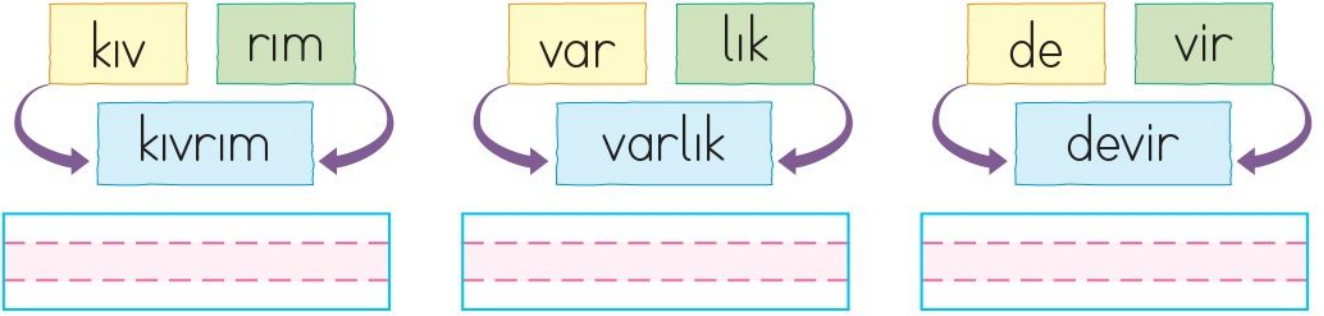 kıv rım
kıvrım
var lık
varlık
de vir
devir